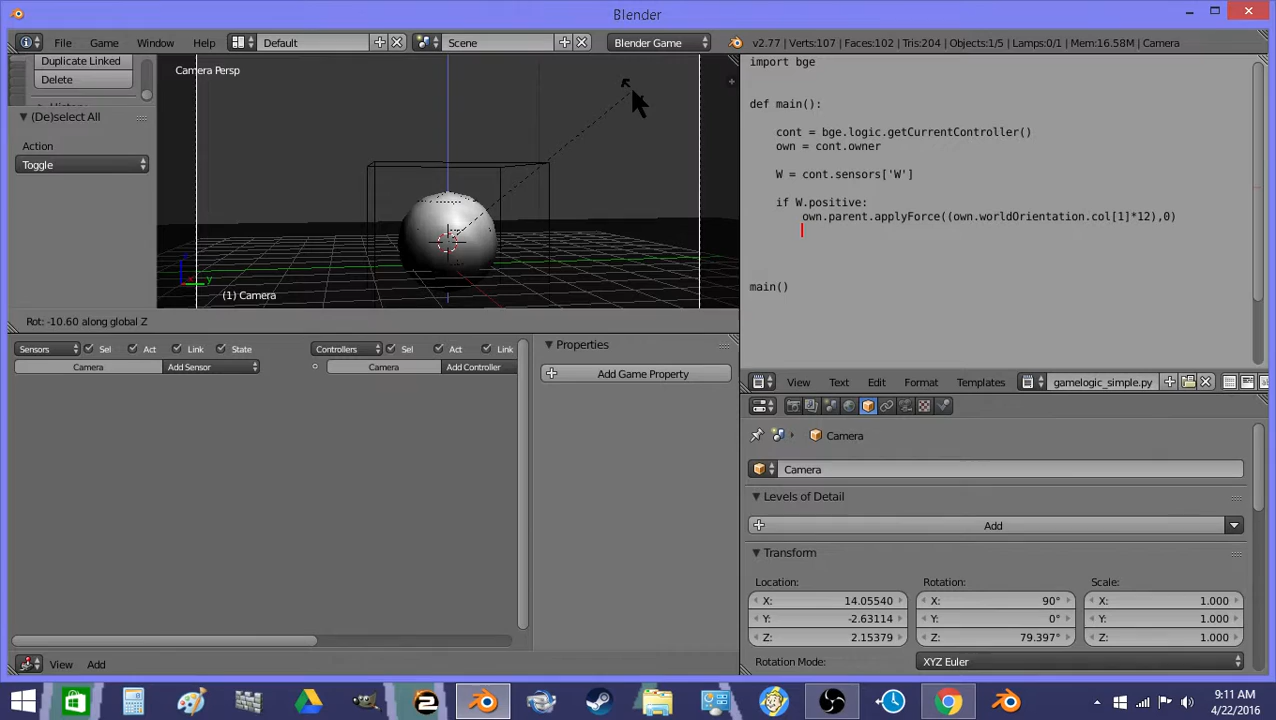 Blender
File Game Window Help Default Scene Blender Game v2.77 | Verts:107 | Faces:102 | Tris:204 | Objects:1/5 | Lamps:0/1 | Mem:16.58M | Camera
Duplicate Linked
Delete
(De)select All
Action
Toggle
Camera Persp
y
(1) Camera
Rot: -10.60 along global Z
import bge
def main():
cont = bge.logic.getCurrentController()
own = cont.owner
W = cont.sensors['W']
if W.positive:
own.parent.applyForce((own.worldOrientation.col[1]*12),0)
main()
View Text Edit Format Templates gamelogic_simple.py
Sensors Sel Act Link State Controllers Sel Act Link
Camera Add Sensor Camera Add Controller
Properties
Add Game Property
View Add
Camera
Camera
Levels of Detail
Add
Transform
Location: Rotation: Scale:
X: 14.05540 X: 90° X: 1.000
Y: -2.63114 Y: 0° Y: 1.000
Z: 2.15379 Z: 79.397° Z: 1.000
Rotation Mode: XYZ Euler
9:11 AM
4/22/2016